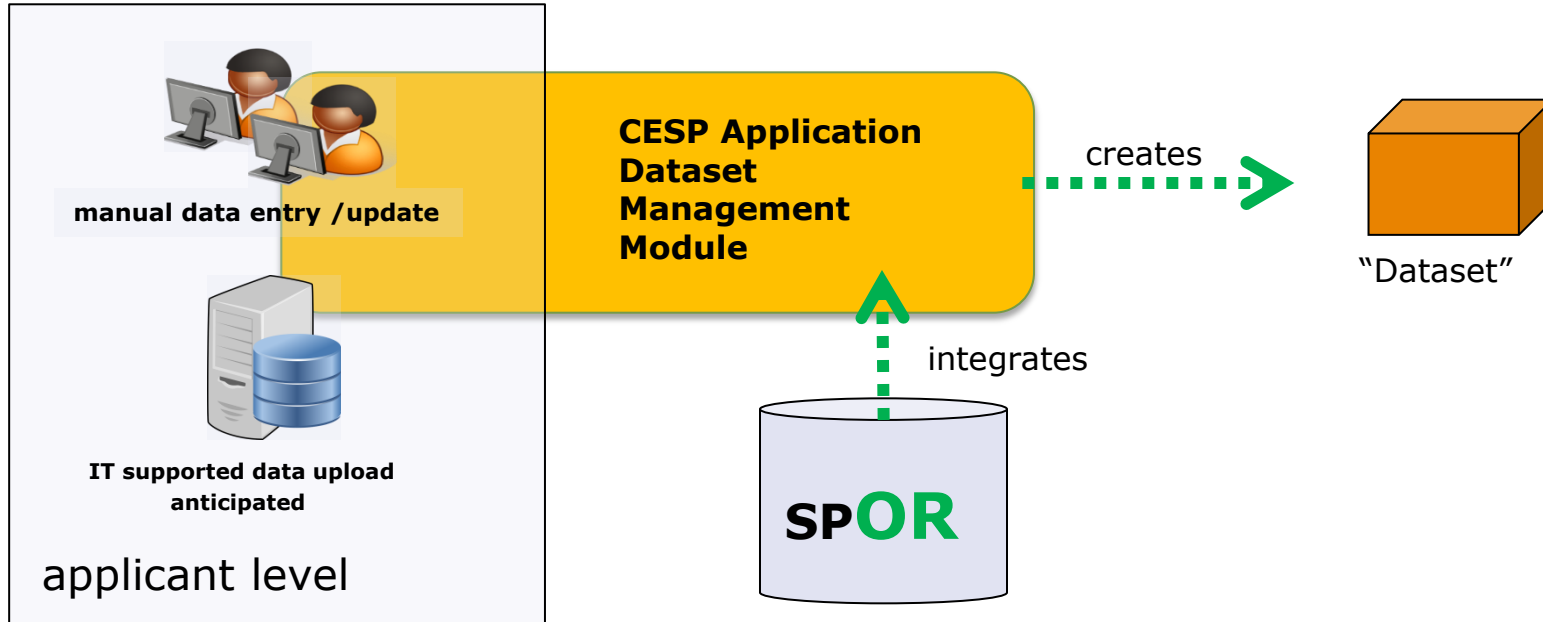 manual data entry /update
IT supported data upload
anticipated
applicant level
CESP Application
Dataset
Management
Module
creates
“Dataset”
integrates
SPOR